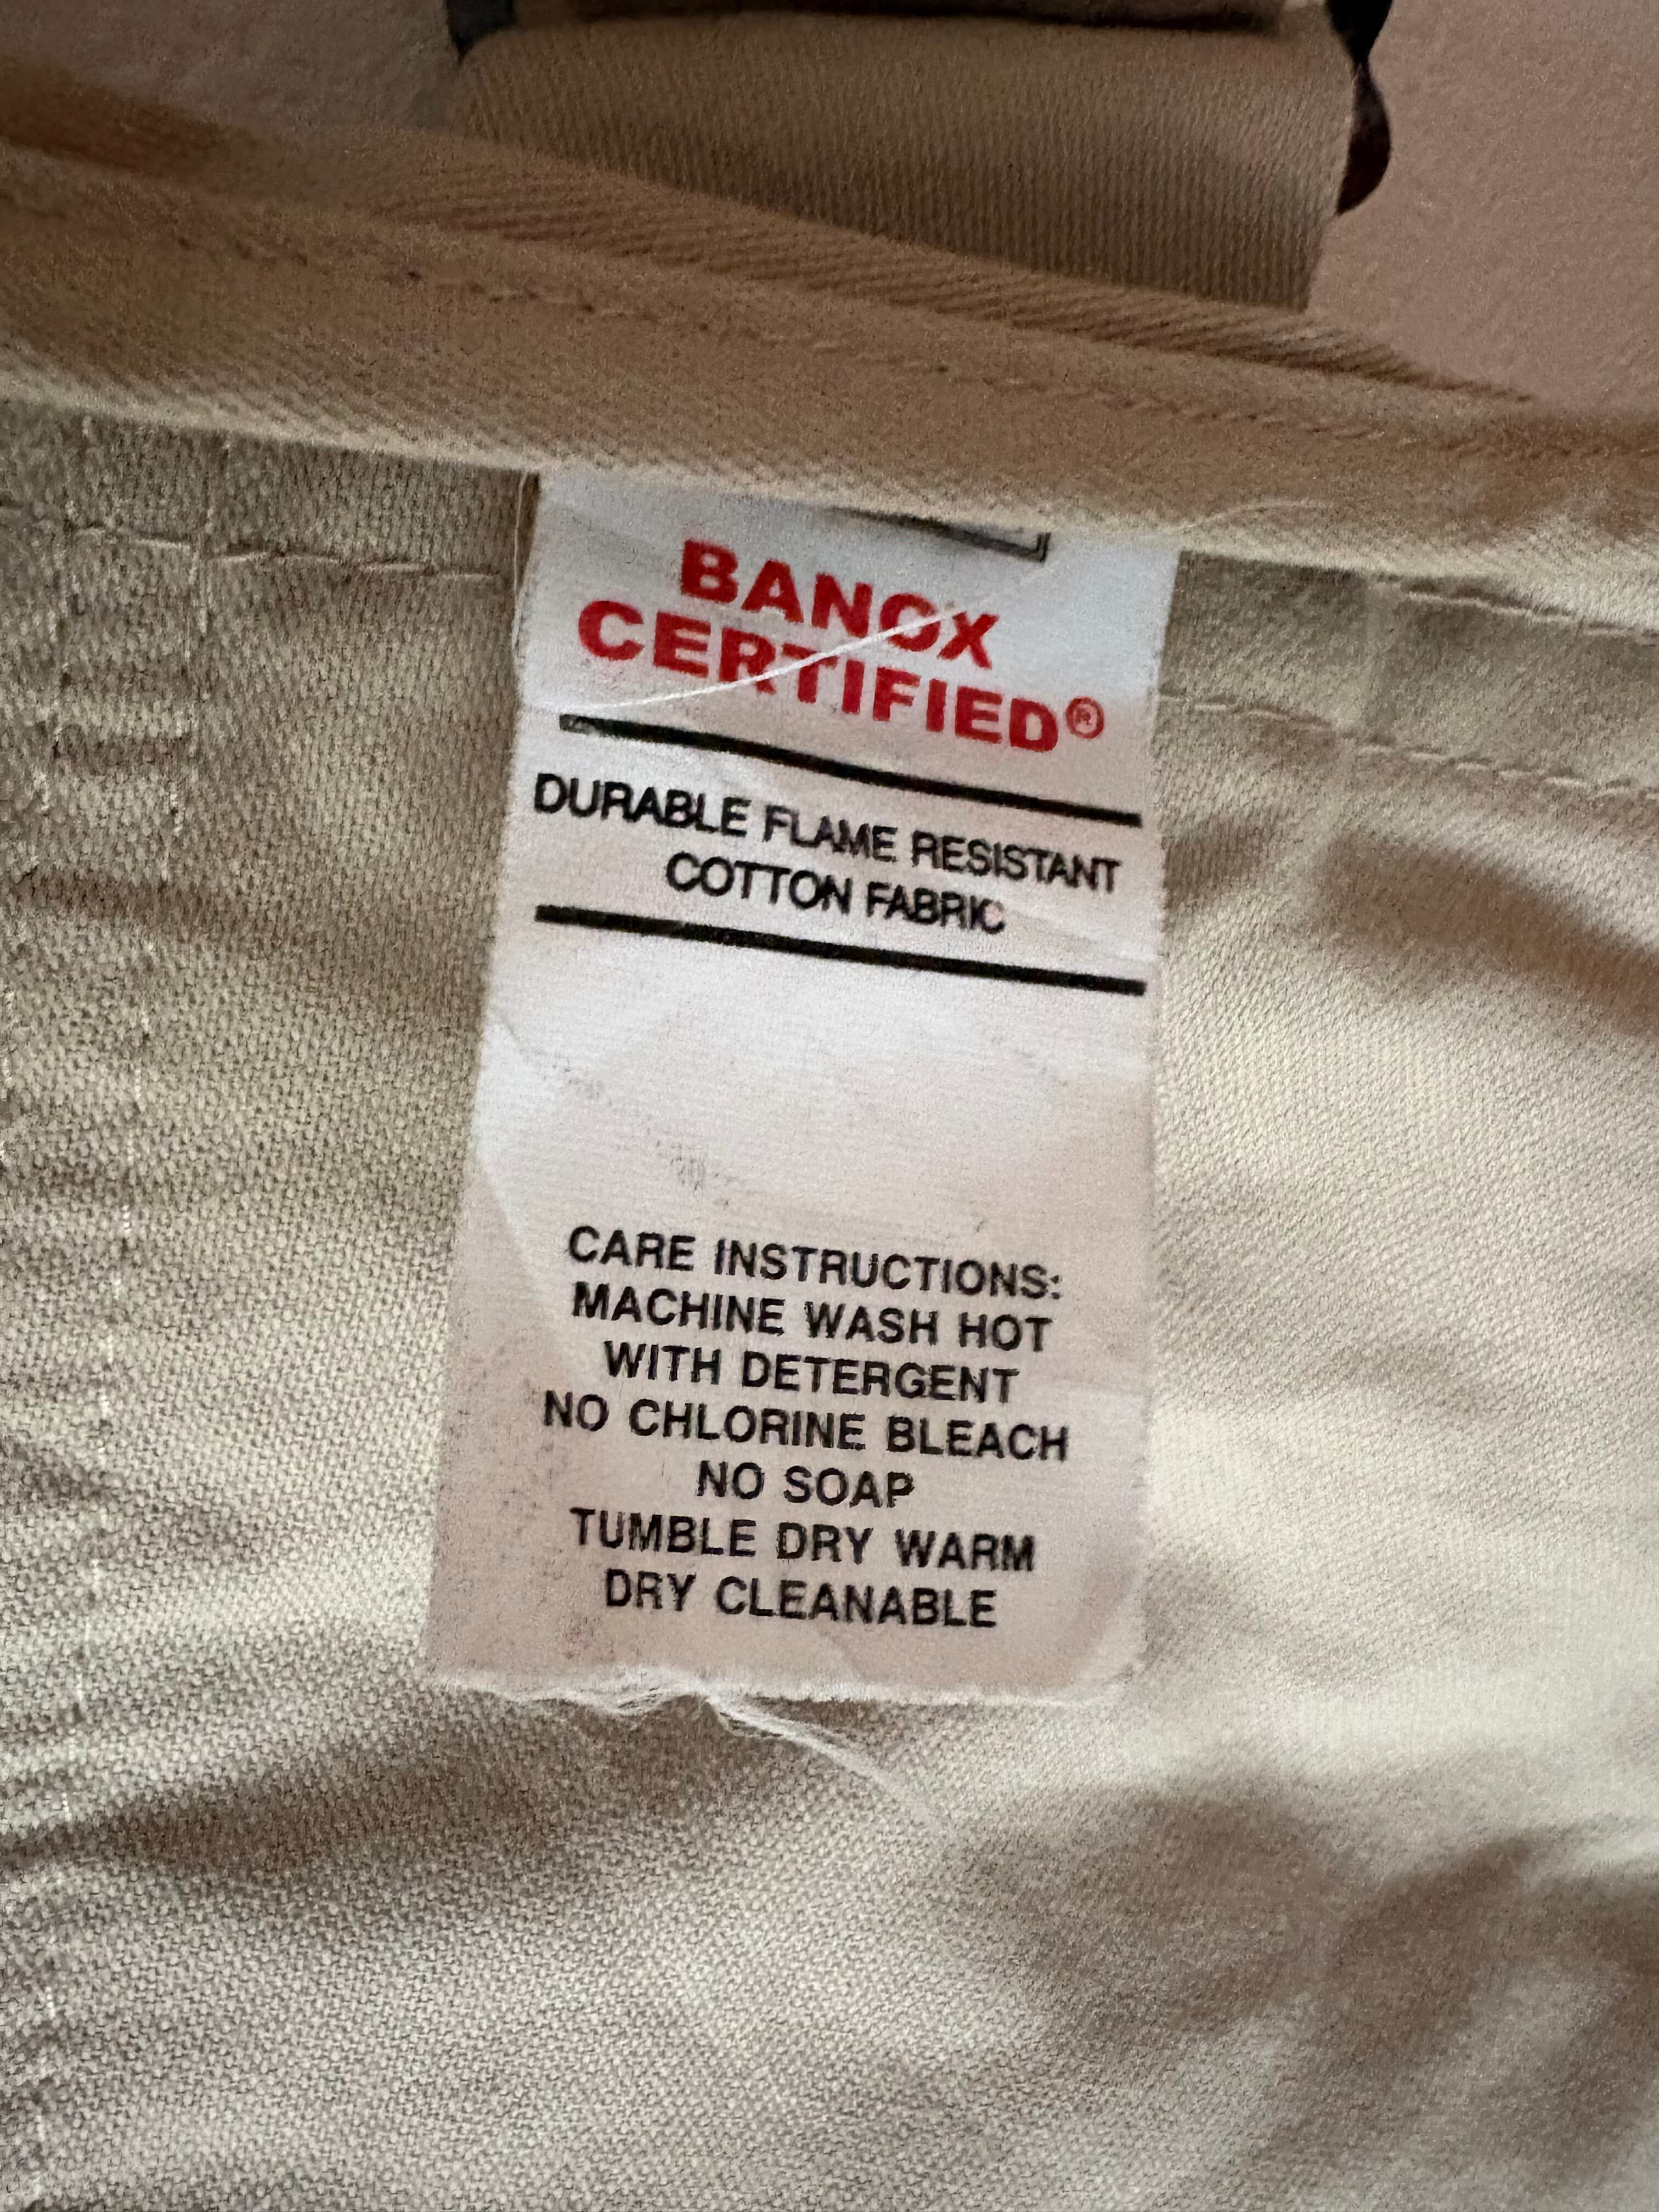 BANOX
CERTIFIED®
DURABLE FLAME RESISTANT
COTTON FABRIC
CARE INSTRUCTIONS:
MACHINE WASH HOT
WITH DETERGENT
NO CHLORINE BLEACH
NO SOAP
TUMBLE DRY WARM
DRY CLEANABLE